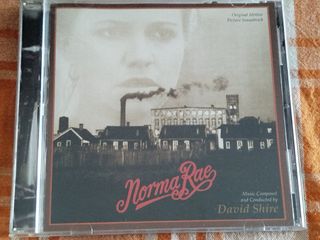 Original Motion
Picture Soundtrack
Norma Rae
Music Composed
and Conducted by
David Shire